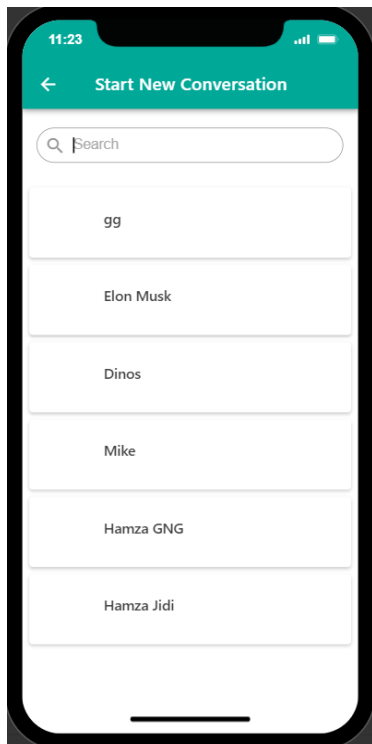 11:23
Start New Conversation
Search
gg
Elon Musk
Dinos
Mike
Hamza GNG
Hamza Jidi